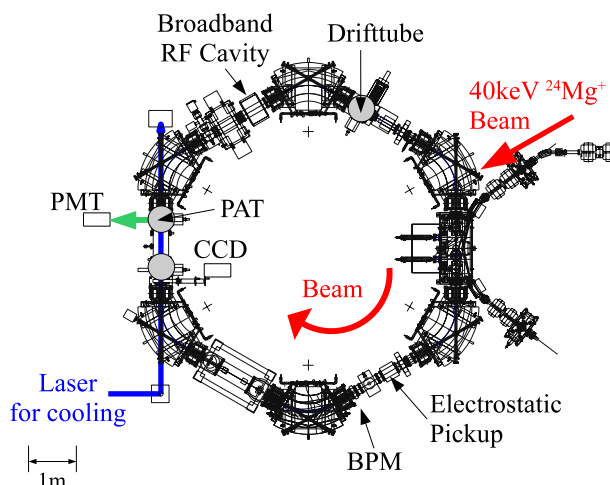 Broadband
RF Cavity
Drifttube
40keV ²⁴Mg⁺
Beam
PMT
PAT
CCD
Beam
Laser
for cooling
Electrostatic
Pickup
BPM
1m